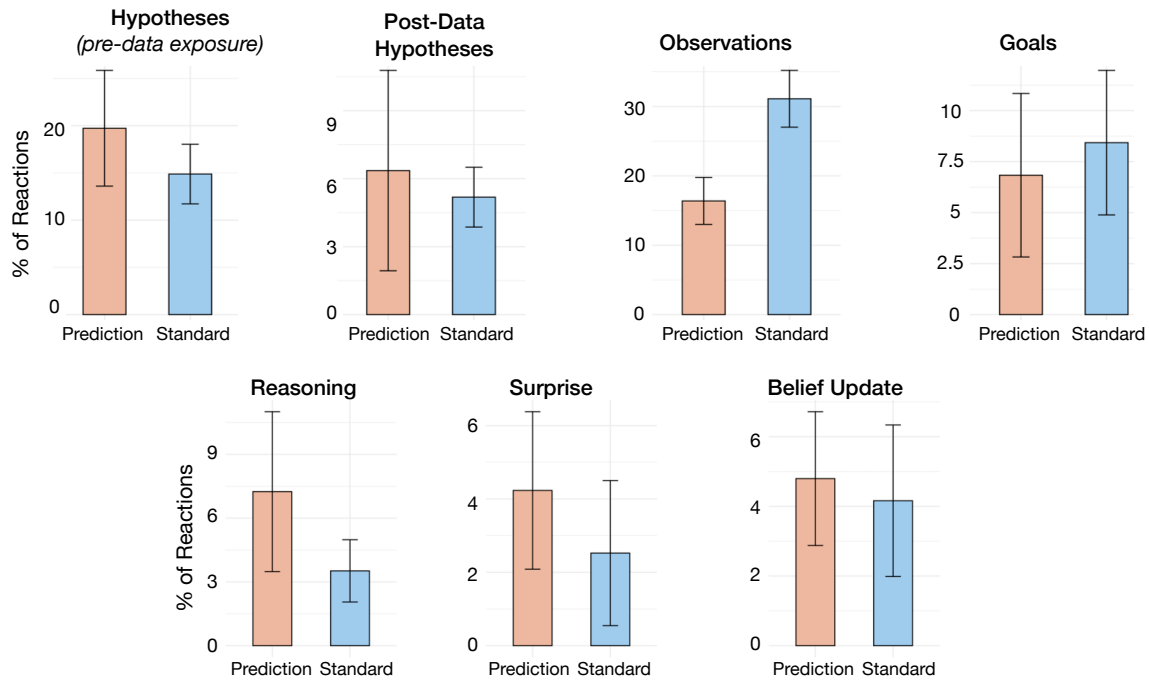 Hypotheses
(pre-data exposure)
% of Reactions
20
10
0
Prediction Standard
Post-Data
Hypotheses
9
6
3
0
Prediction Standard
Observations
30
20
10
0
Prediction Standard
Goals
10
7.5
5
2.5
0
Prediction Standard
Reasoning
% of Reactions
9
6
3
0
Prediction Standard
Surprise
6
4
2
0
Prediction Standard
Belief Update
6
4
2
0
Prediction Standard